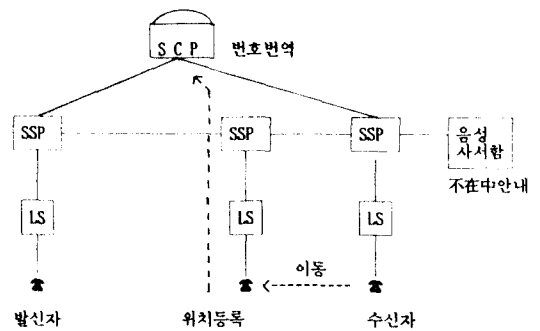 S C P 번호번역
SSP SSP SSP 음성
사서함
不在中안내
LS LS LS
이동
발신자 위치등록 수신자